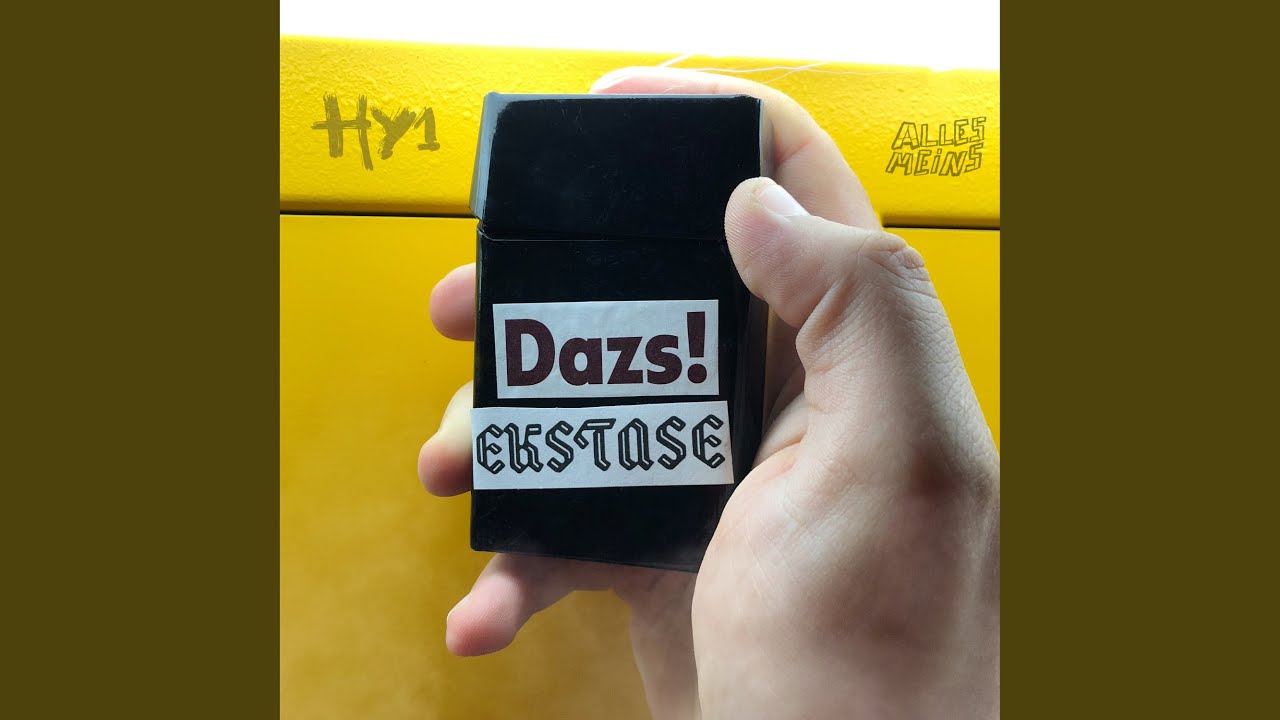 HY1
ALLES
MEINS
Dazs!
EKSTASE